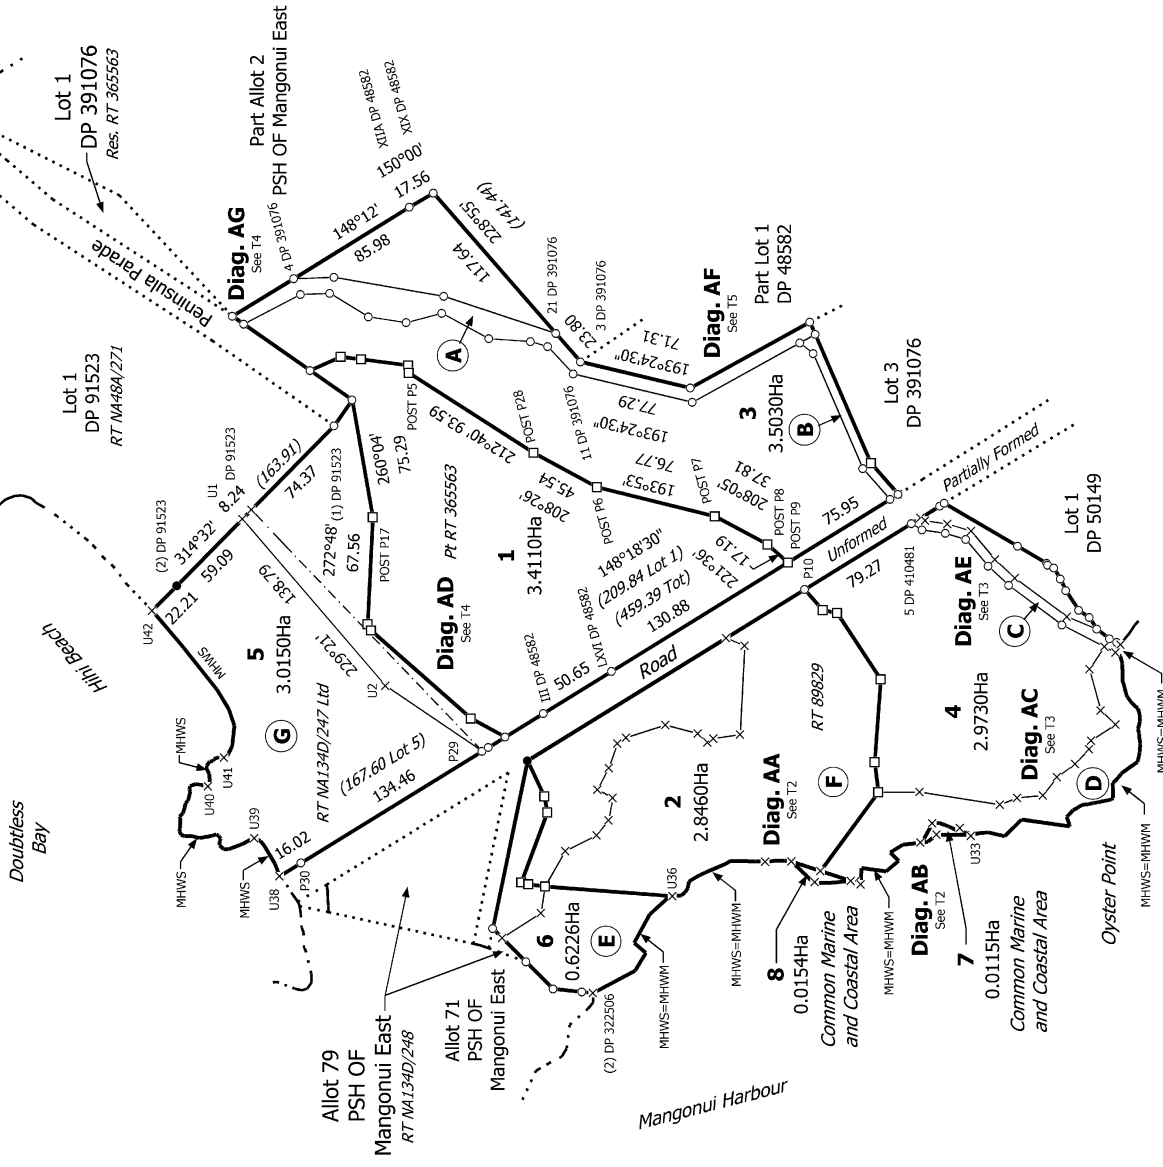 Lot 1
DP 391076
Res. RT 365563
Part Allot 2
PSH OF Mangonui East
XIIA DP 48582
XIX DP 48582
150°00'
17.56
148°12'
85.98
4 DP 391076
Diag. AG
See T4
Peninsula Parade
228°55'
(141.44)
117.64
21 DP 391076
23.80
3 DP 391076
71.31
193°24'30"
Diag. AF
See T5
Part Lot 1
DP 48582
Lot 1
DP 91523
RT NA48A/271
A
POST P5
212°40' 93.59
POST P28
11 DP 391076
77.29
193°24'30"
3
3.5030Ha
B
Lot 3
DP 391076
208°26'
45.54
POST P6
193°53'
76.77
POST P7
208°05'
37.81
POST P8
POST P9
221°36'
17.19
75.95
Unformed
Partially Formed
Lot 1
DP 50149
(2) DP 91523
U1
DP 91523
8.24
(163.91)
74.37
314°32'
59.09
22.21
U42
MHWS
Hihi Beach
260°04'
75.29
(1) DP 91523
272°48'
67.56
POST P17
Pt RT 365563
1
3.4110Ha
148°18'30"
(209.84 Lot 1)
(459.39 Tot)
130.88
LXVI DP 48582
50.65
III DP 48582
Diag. AD
See T4
138.79
229°21'
U2
5
3.0150Ha
G
RT NA134D/247 Ltd
(167.60 Lot 5)
134.46
P29
Road
P10
79.27
5 DP 410481
Diag. AE
See T3
C
MHWS
U40
U41
MHWS
U39
MHWS
U38
16.02
P30
Doubtless
Bay
RT 89829
4
2.9730Ha
Diag. AC
See T3
D
2
2.8460Ha
Diag. AA
See T2
F
MHWS=MHWM
MHWS=MHWM
U33
U36
6
0.6226Ha
E
MHWS=MHWM
MHWS=MHWM
8
0.0154Ha
Common Marine
and Coastal Area
MHWS=MHWM
Diag. AB
See T2
7
0.0115Ha
Common Marine
and Coastal Area
Oyster Point
(2) DP 322506
Allot 71
PSH OF
Mangonui East
Allot 79
PSH OF
Mangonui East
RT NA134D/248
Mangonui Harbour